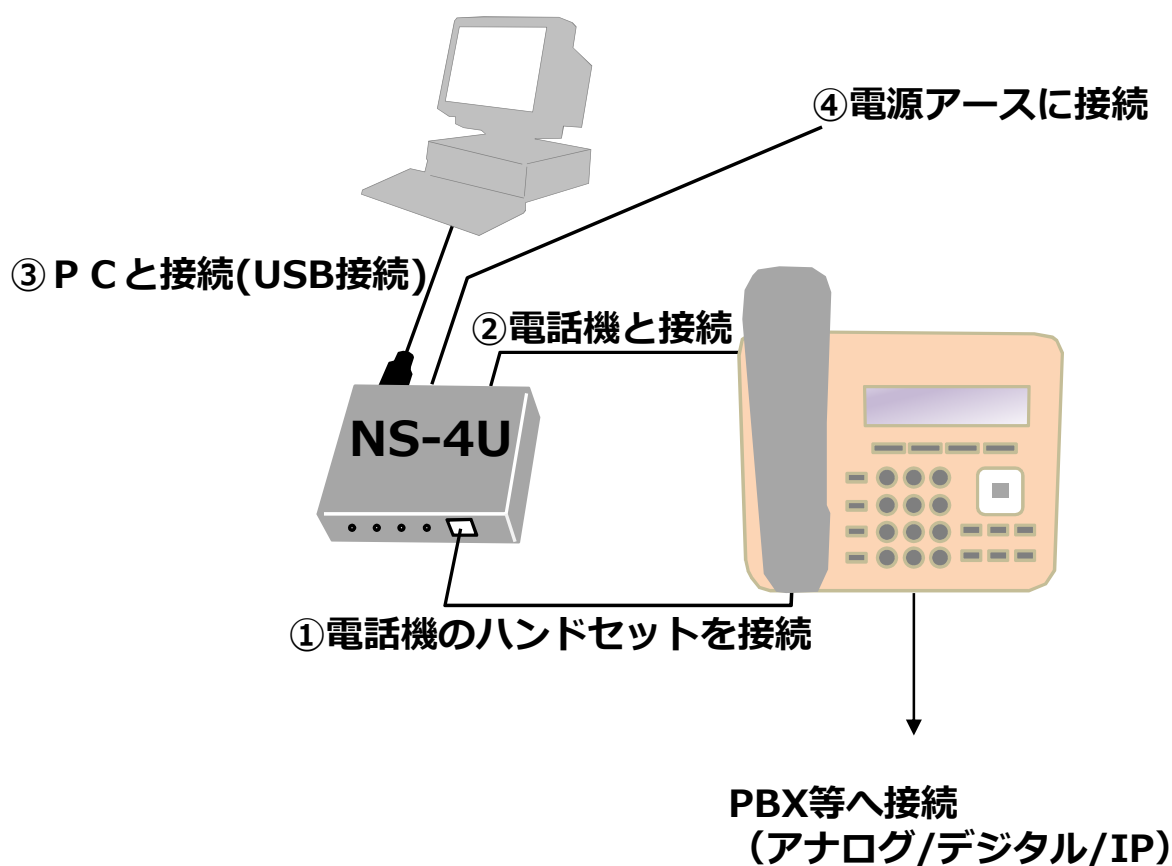 ④電源アースに接続
③ＰＣと接続(USB接続)
②電話機と接続
NS-4U
①電話機のハンドセットを接続
PBX等へ接続
（アナログ/デジタル/IP）